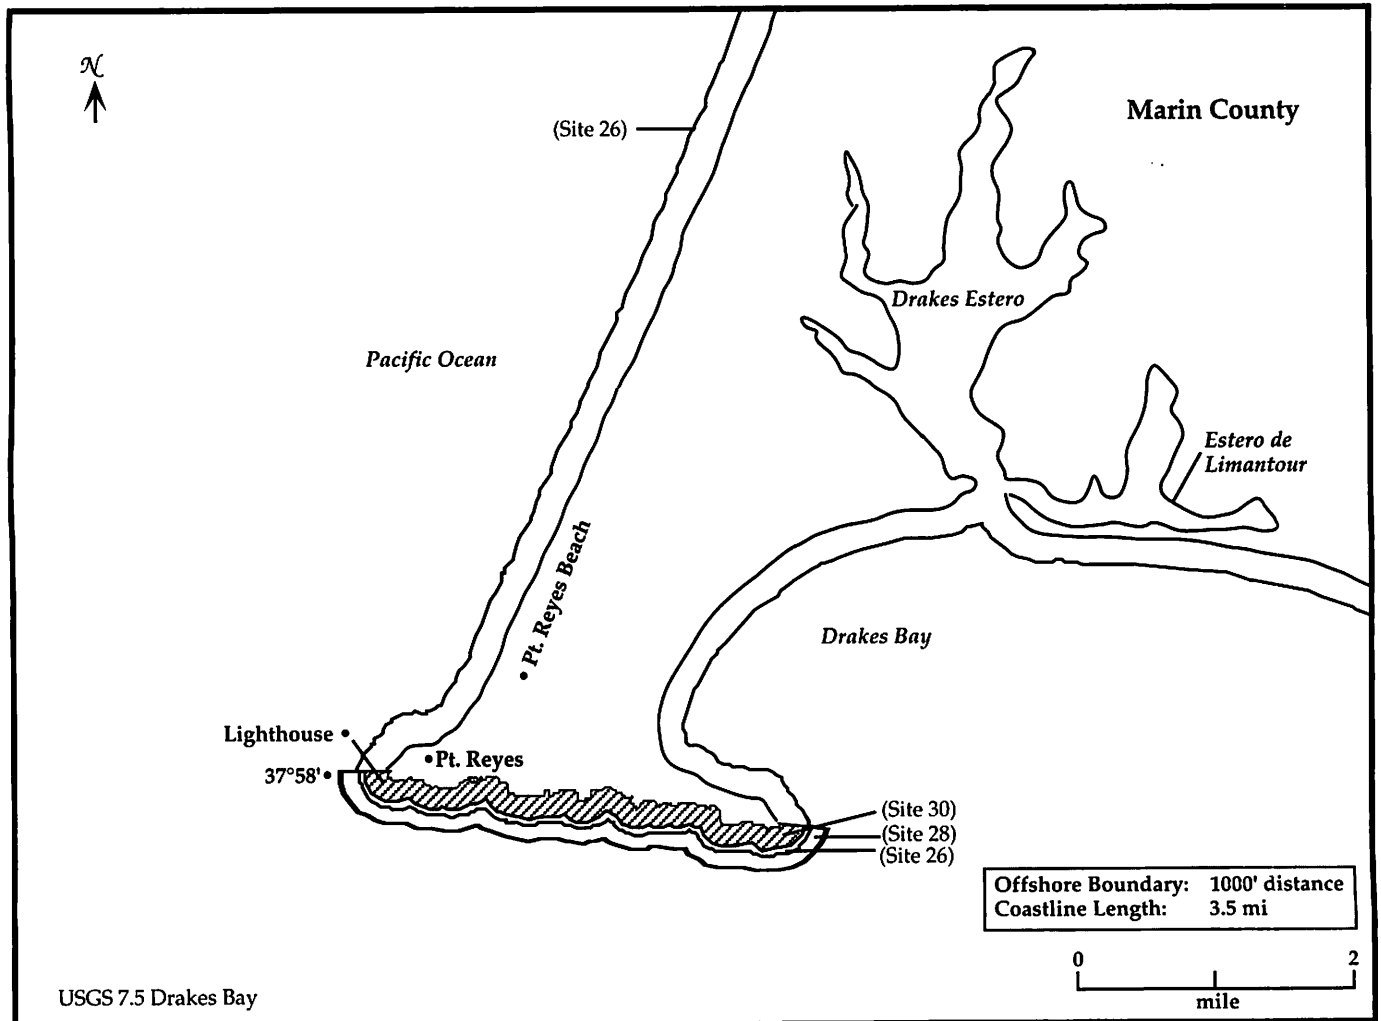 N
Marin County
(Site 26)
Drakes Estero
Pacific Ocean
Estero de
Limantour
• Pt. Reyes Beach
Drakes Bay
Lighthouse •
• Pt. Reyes
37°58' •
(Site 30)
(Site 28)
(Site 26)
Offshore Boundary: 1000' distance
Coastline Length: 3.5 mi
0 2
mile
USGS 7.5 Drakes Bay